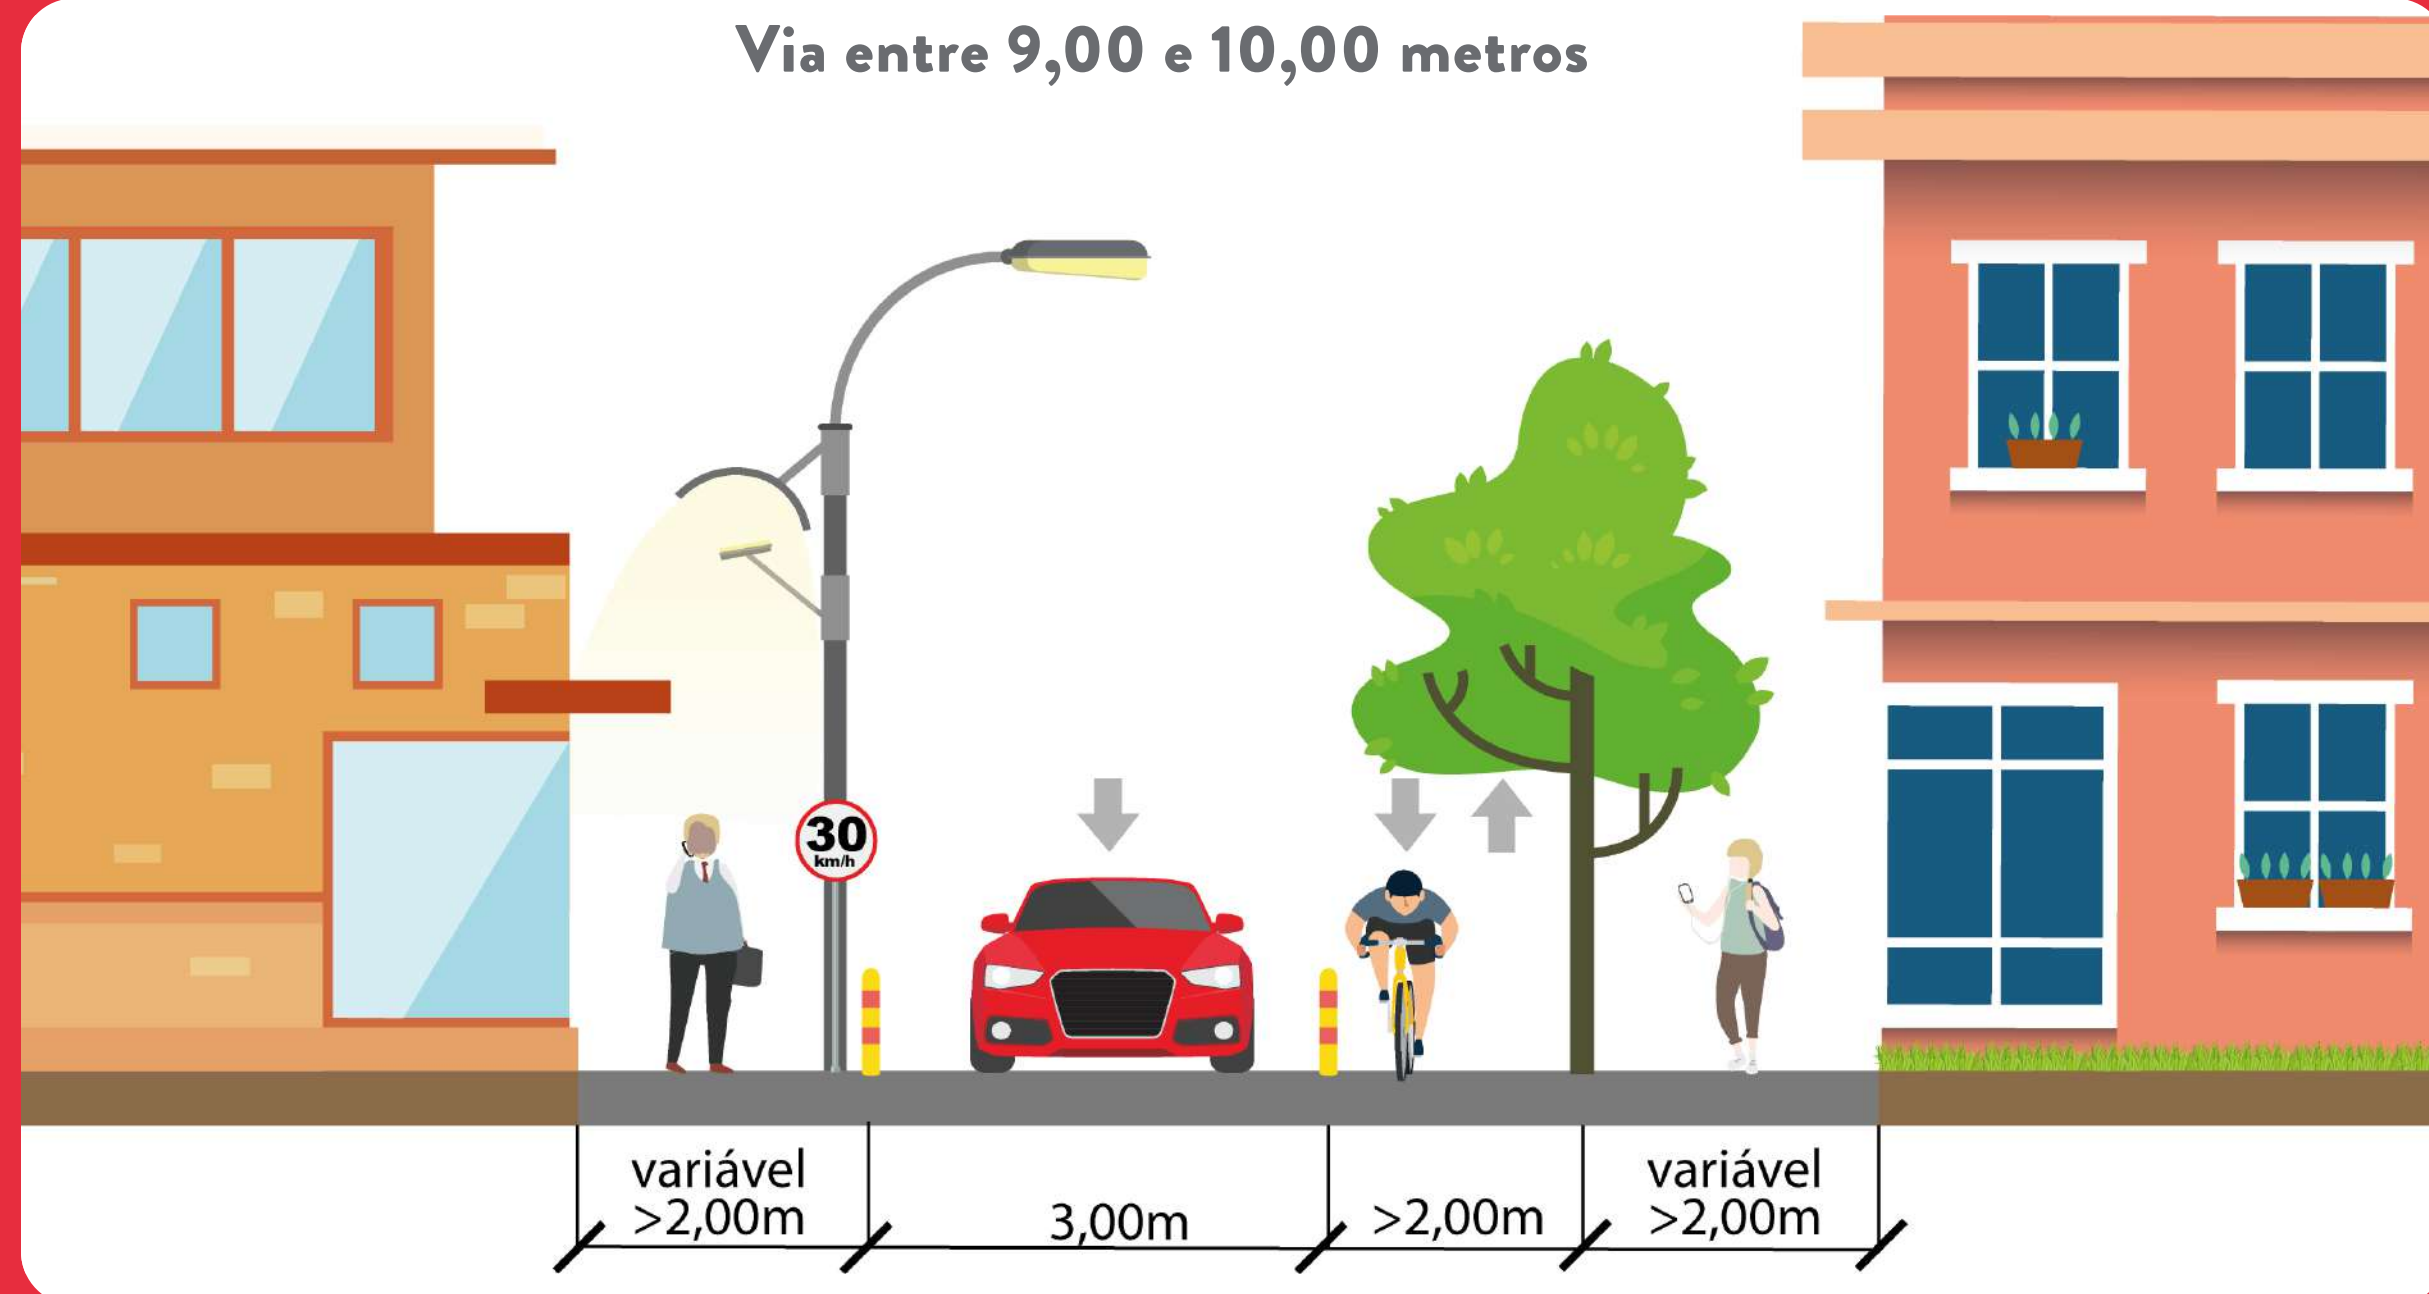 Via entre 9,00 e 10,00 metros
30
km/h
variável
>2,00m
3,00m
>2,00m
variável
>2,00m